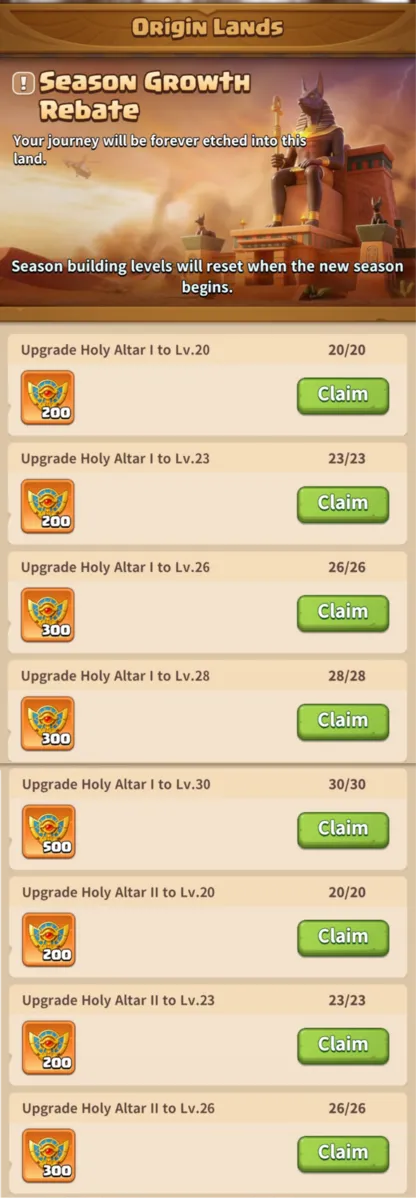 Origin Lands
! Season Growth
Rebate
Your journey will be forever etched into this
land.
Season building levels will reset when the new season
begins.
Upgrade Holy Altar I to Lv.20 20/20
200 Claim
Upgrade Holy Altar I to Lv.23 23/23
200 Claim
Upgrade Holy Altar I to Lv.26 26/26
300 Claim
Upgrade Holy Altar I to Lv.28 28/28
300 Claim
Upgrade Holy Altar I to Lv.30 30/30
500 Claim
Upgrade Holy Altar II to Lv.20 20/20
200 Claim
Upgrade Holy Altar II to Lv.23 23/23
200 Claim
Upgrade Holy Altar II to Lv.26 26/26
300 Claim